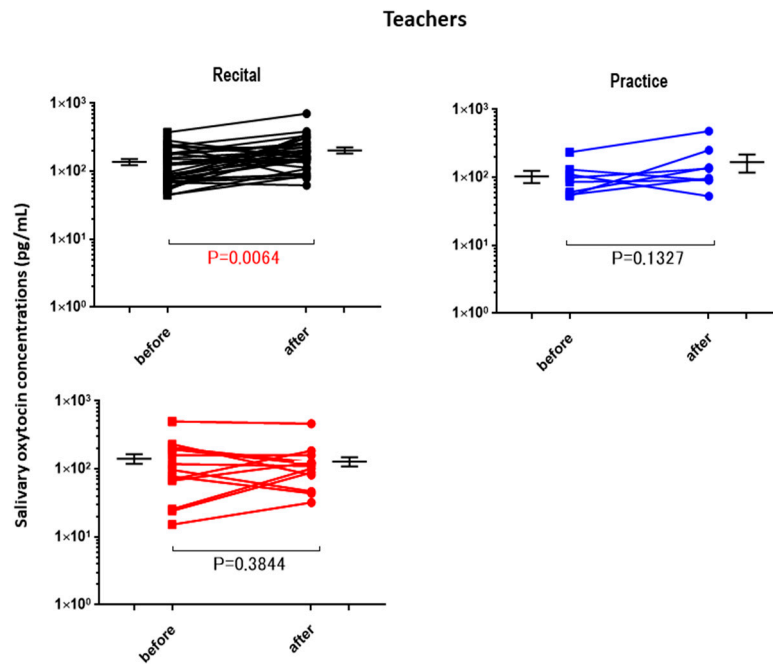 Teachers
Recital
Practice
Salivary oxytocin concentrations (pg/mL)
1×10³
1×10²
1×10¹
1×10⁰
P=0.0064
before
after
1×10³
1×10²
1×10¹
1×10⁰
P=0.1327
before
after
1×10³
1×10²
1×10¹
1×10⁰
P=0.3844
before
after